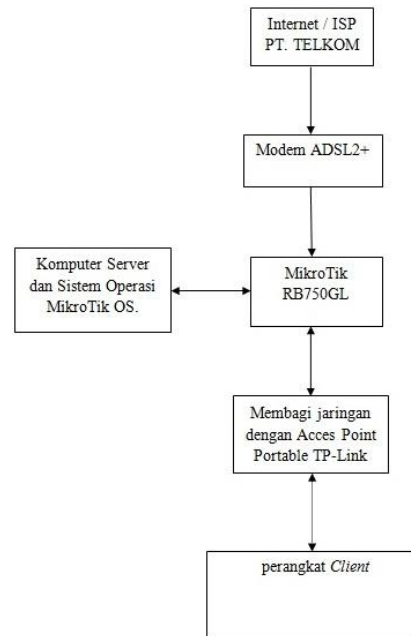 Internet / ISP
PT. TELKOM
Modem ADSL2+
Komputer Server
dan Sistem Operasi
MikroTik OS.
MikroTik
RB750GL
Membagi jaringan
dengan Acces Point
Portable TP-Link
perangkat Client